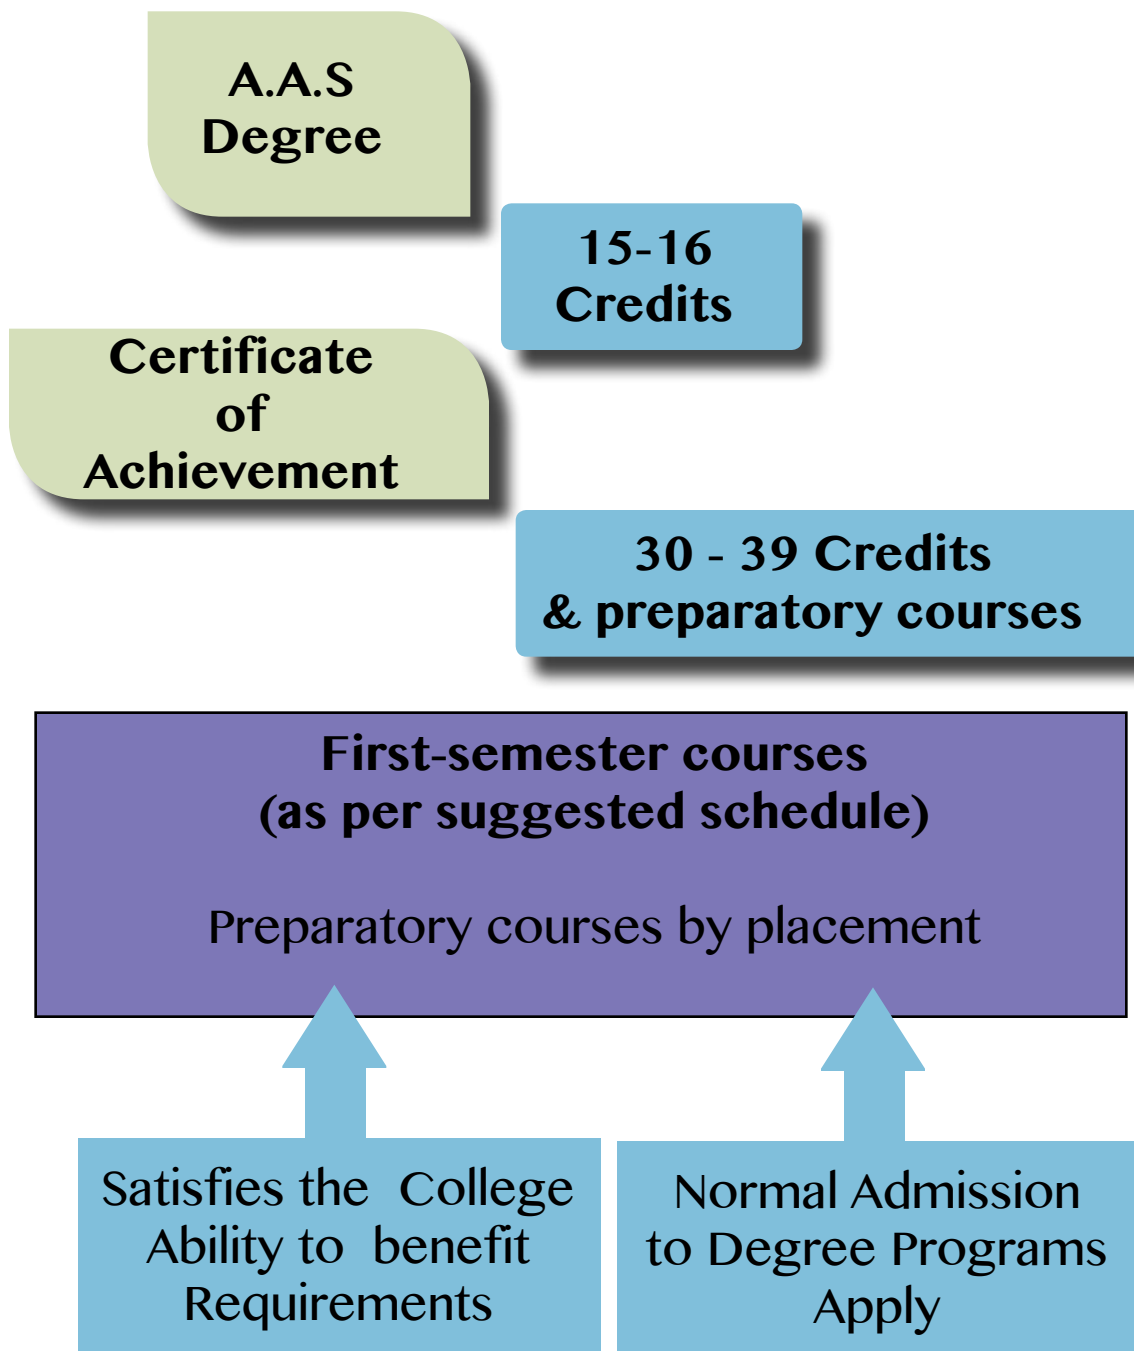 A.A.S
Degree
15-16
Credits
Certificate
of
Achievement
30 - 39 Credits
& preparatory courses
First-semester courses
(as per suggested schedule)
Preparatory courses by placement
Satisfies the College
Ability to benefit
Requirements
Normal Admission
to Degree Programs
Apply